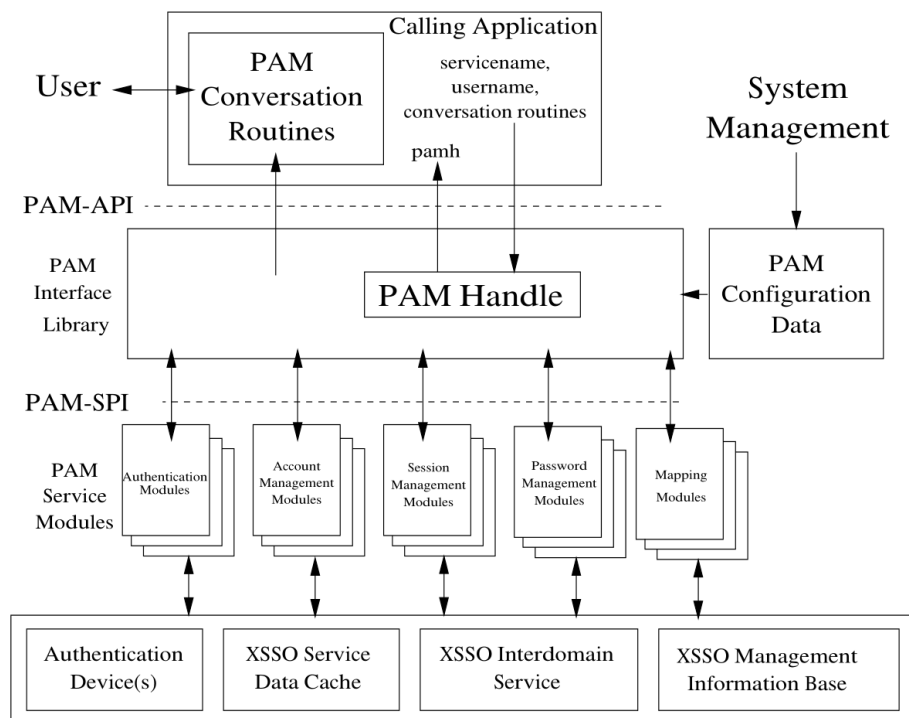 Calling Application
PAM
Conversation
Routines
servicename,
username,
conversation routines
User
pamh
System
Management
PAM-API
PAM
Interface
Library
PAM Handle
PAM
Configuration
Data
PAM-SPI
PAM
Service
Modules
Authentication
Modules
Account
Management
Modules
Session
Management
Modules
Password
Management
Modules
Mapping
Modules
Authentication
Device(s)
XSSO Service
Data Cache
XSSO Interdomain
Service
XSSO Management
Information Base